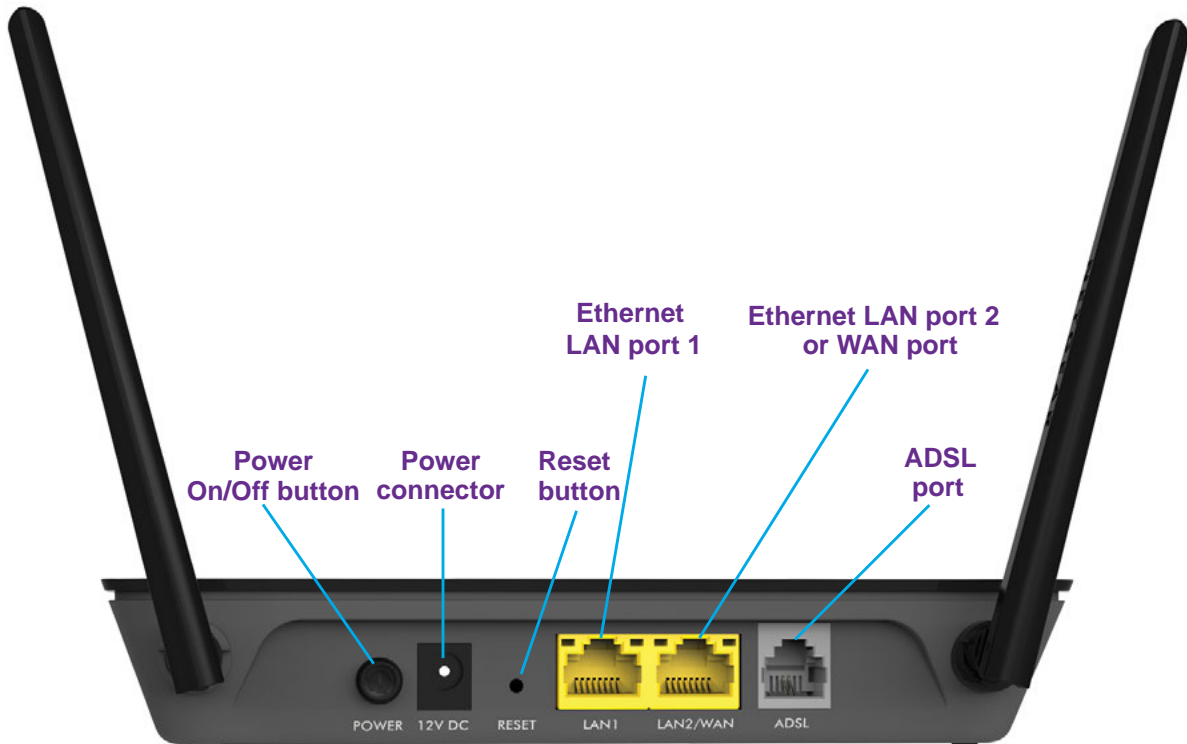 Ethernet
LAN port 1
Ethernet LAN port 2
or WAN port
Power
On/Off button
Power
connector
Reset
button
ADSL
port
POWER
12V DC
RESET
LAN1
LAN2/WAN
ADSL